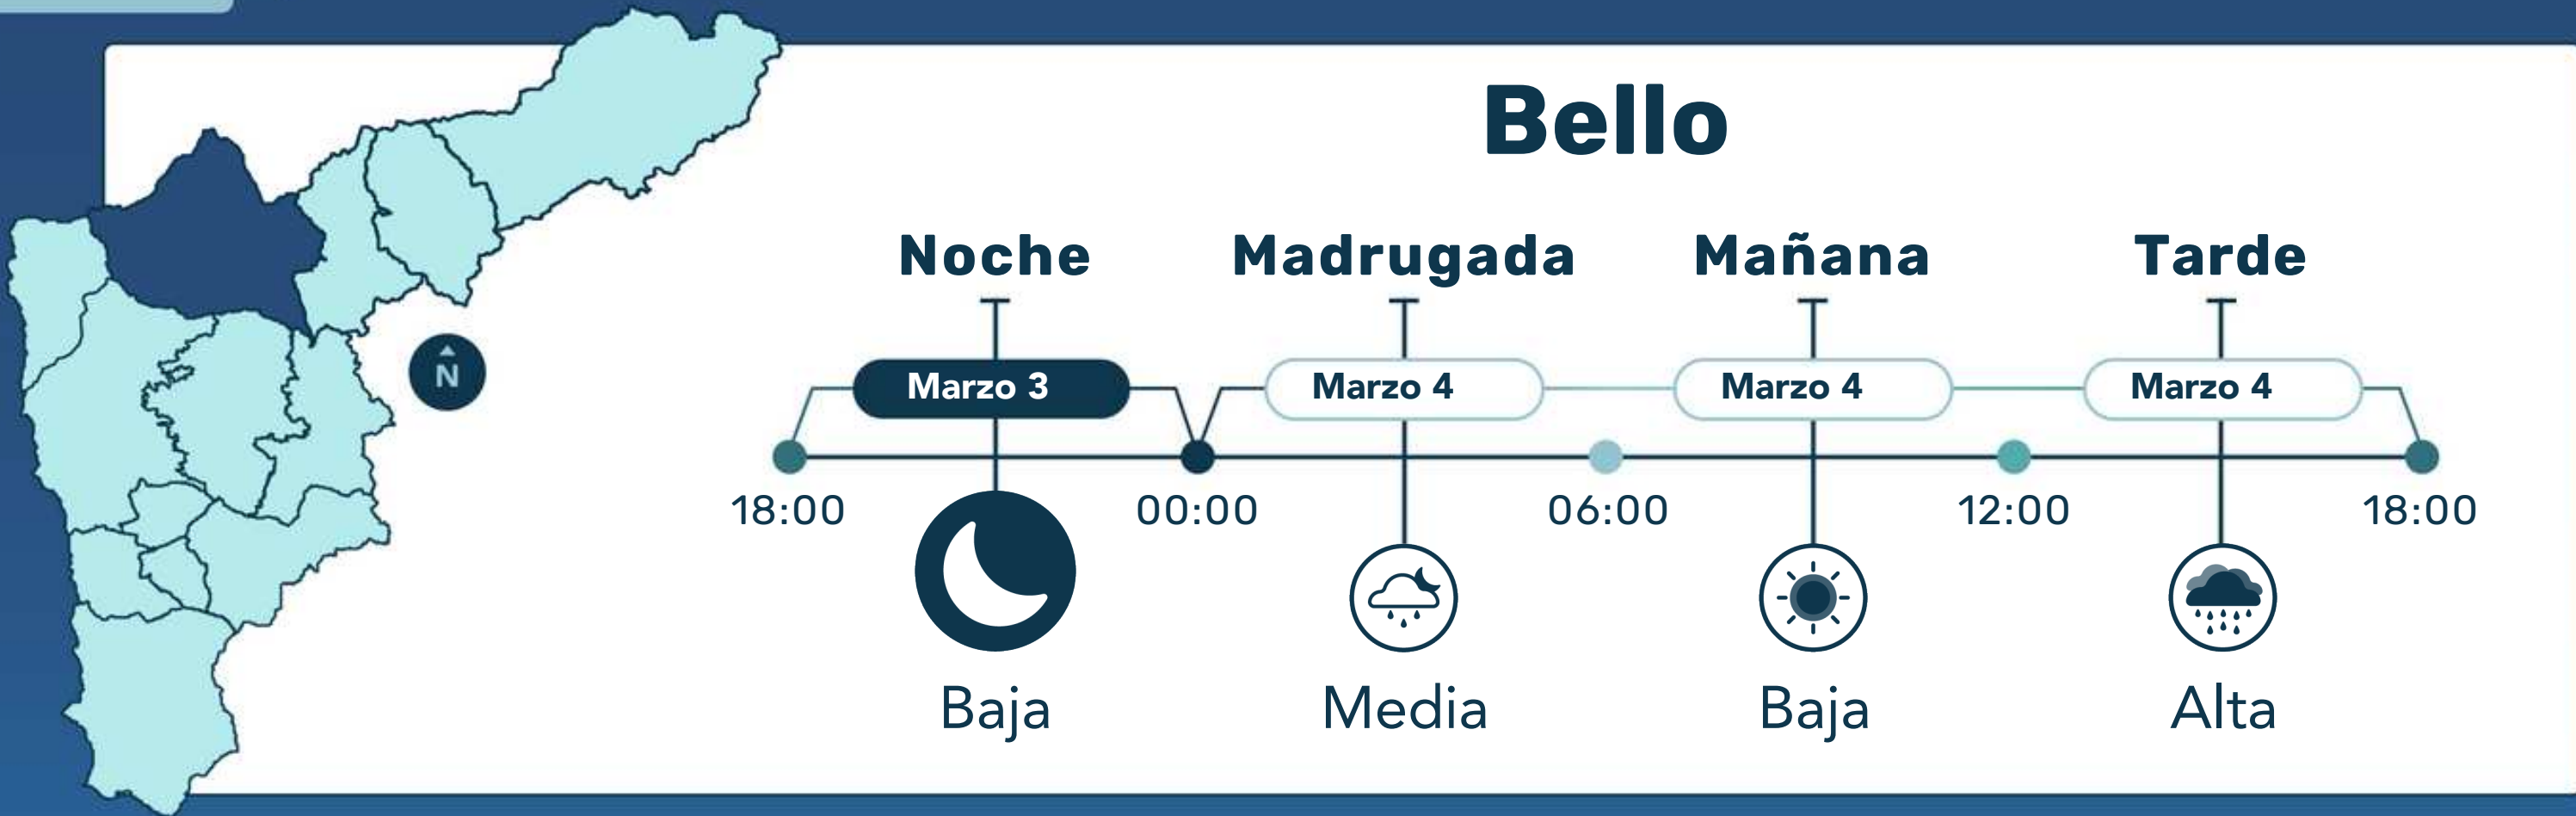 Bello
Noche Madrugada Mañana Tarde
Marzo 3 Marzo 4 Marzo 4 Marzo 4
N
18:00 00:00 06:00 12:00 18:00
Baja Media Baja Alta